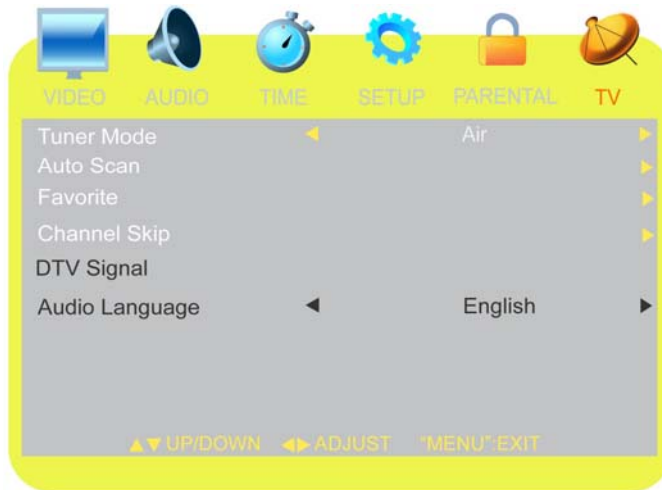 VIDEO AUDIO TIME SETUP PARENTAL TV
Tuner Mode ◀ Air ▶
Auto Scan ▶
Favorite ▶
Channel Skip ▶
DTV Signal
Audio Language ◀ English ▶
▲▼ UP/DOWN ◀▶ ADJUST "MENU":EXIT